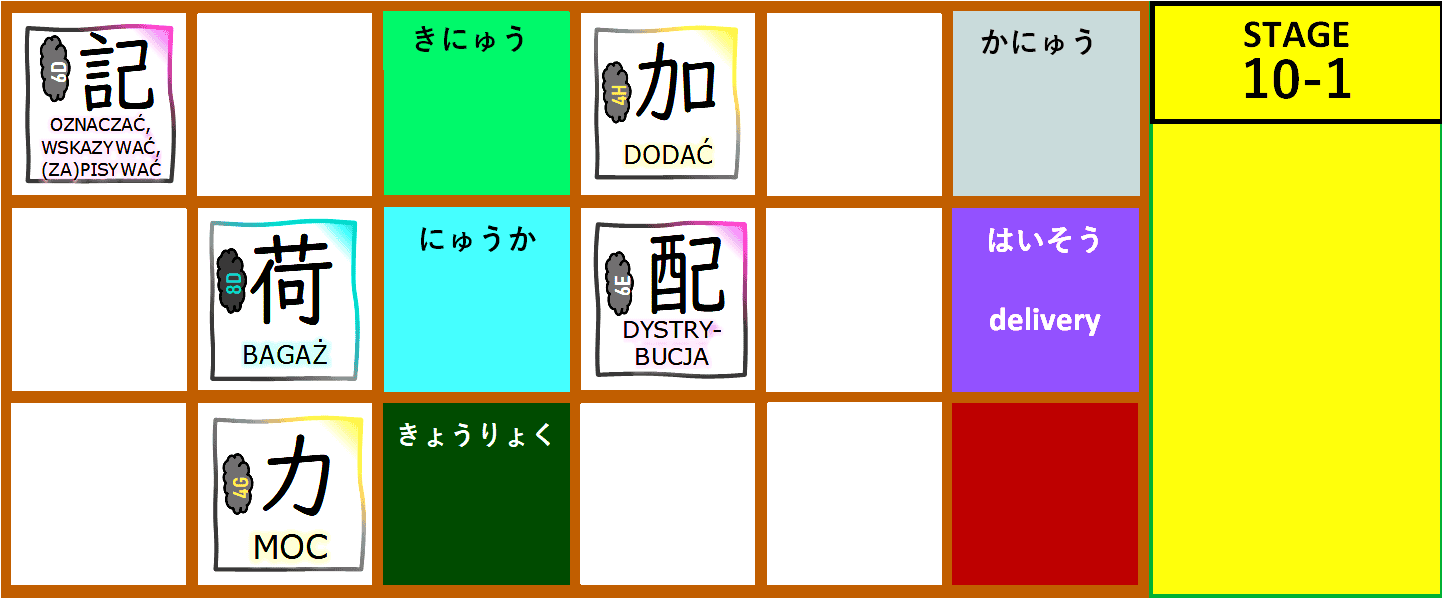 6D
記
OZNACZAĆ,
WSKAZYWAĆ,
(ZA)PISYWAĆ
きにゅう
4H
加
DODAĆ
かにゅう
STAGE
10-1
8D
荷
BAGAŻ
にゅうか
6E
配
DYSTRY-
BUCJA
はいそう
delivery
4G
力
MOC
きょうりょく